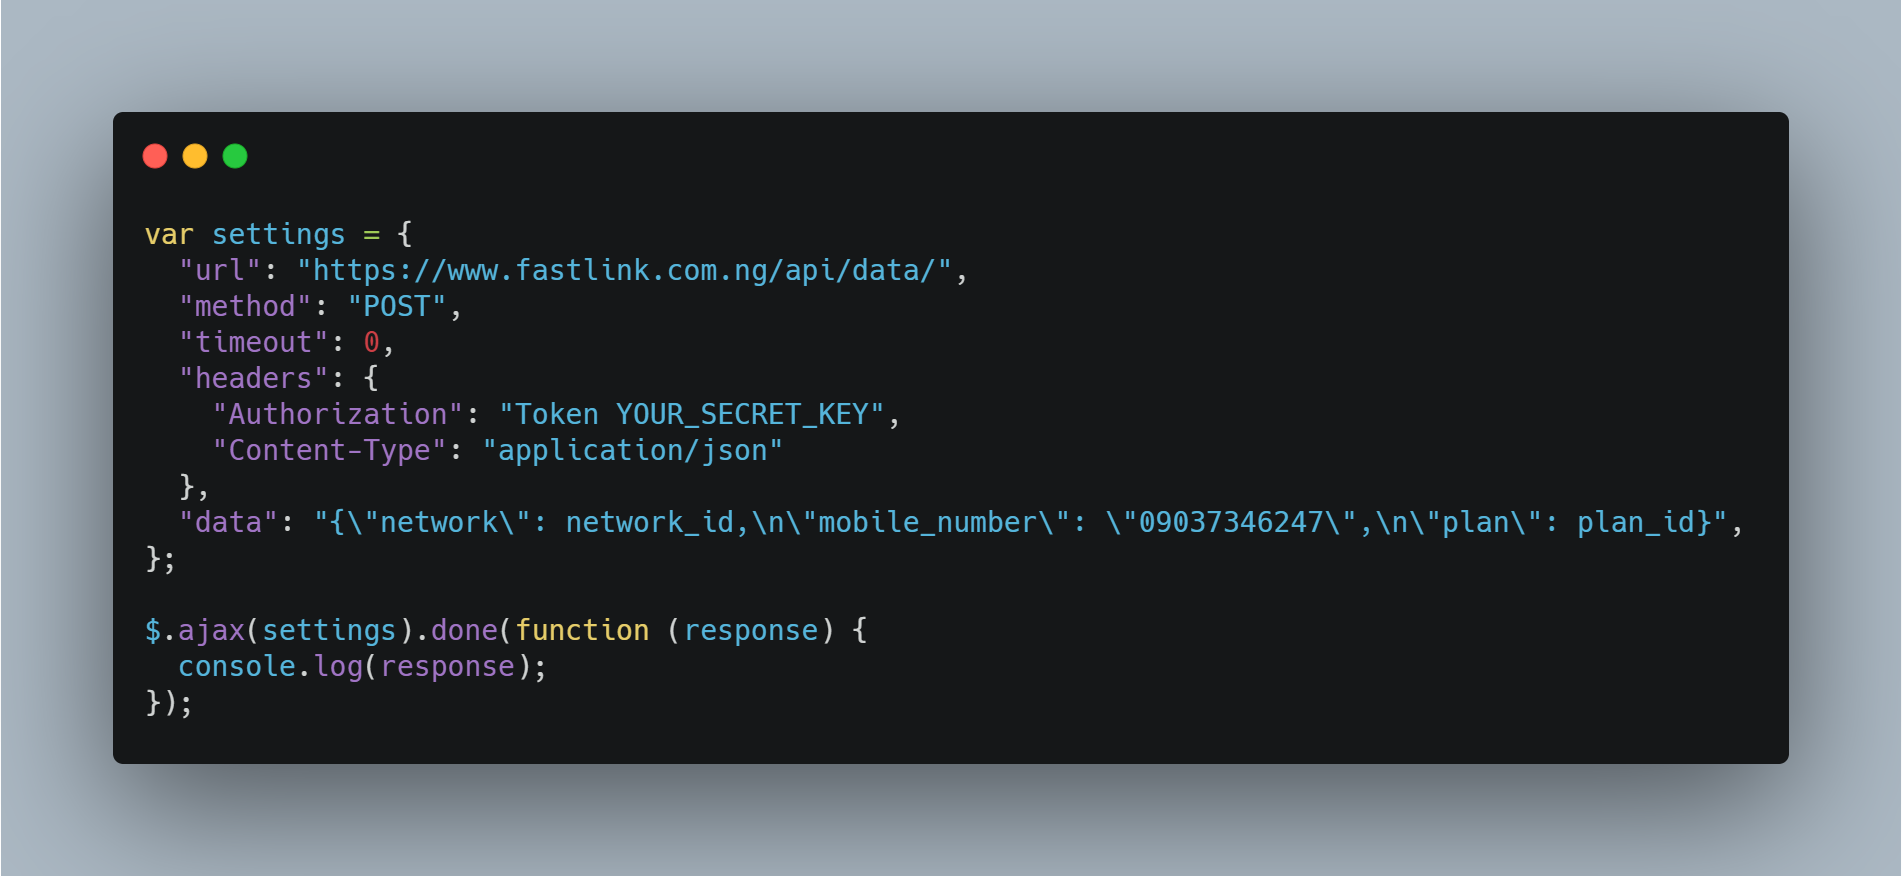 var settings = {
  "url": "https://www.fastlink.com.ng/api/data/",
  "method": "POST",
  "timeout": 0,
  "headers": {
    "Authorization": "Token YOUR_SECRET_KEY",
    "Content-Type": "application/json"
  },
  "data": "{\"network\": network_id,\n\"mobile_number\": \"09037346247\",\n\"plan\": plan_id}",
};

$.ajax(settings).done(function (response) {
  console.log(response);
});